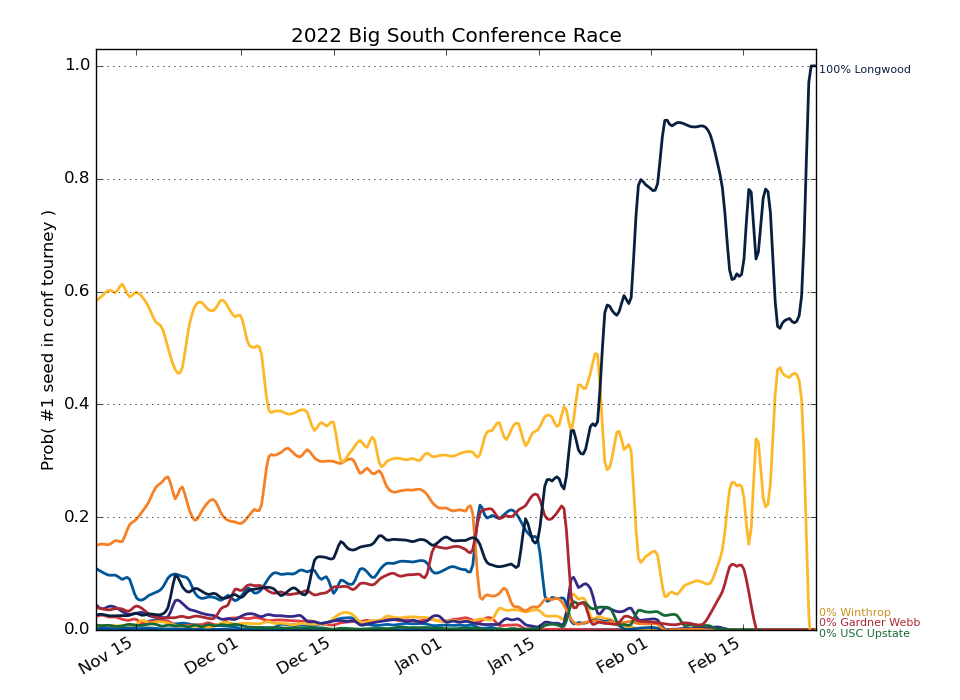 2022 Big South Conference Race
Prob( #1 seed in conf tourney )
1.0
0.8
0.6
0.4
0.2
0.0
Nov 15
Dec 01
Dec 15
Jan 01
Jan 15
Feb 01
Feb 15
100% Longwood
0% Winthrop
0% Gardner Webb
0% USC Upstate